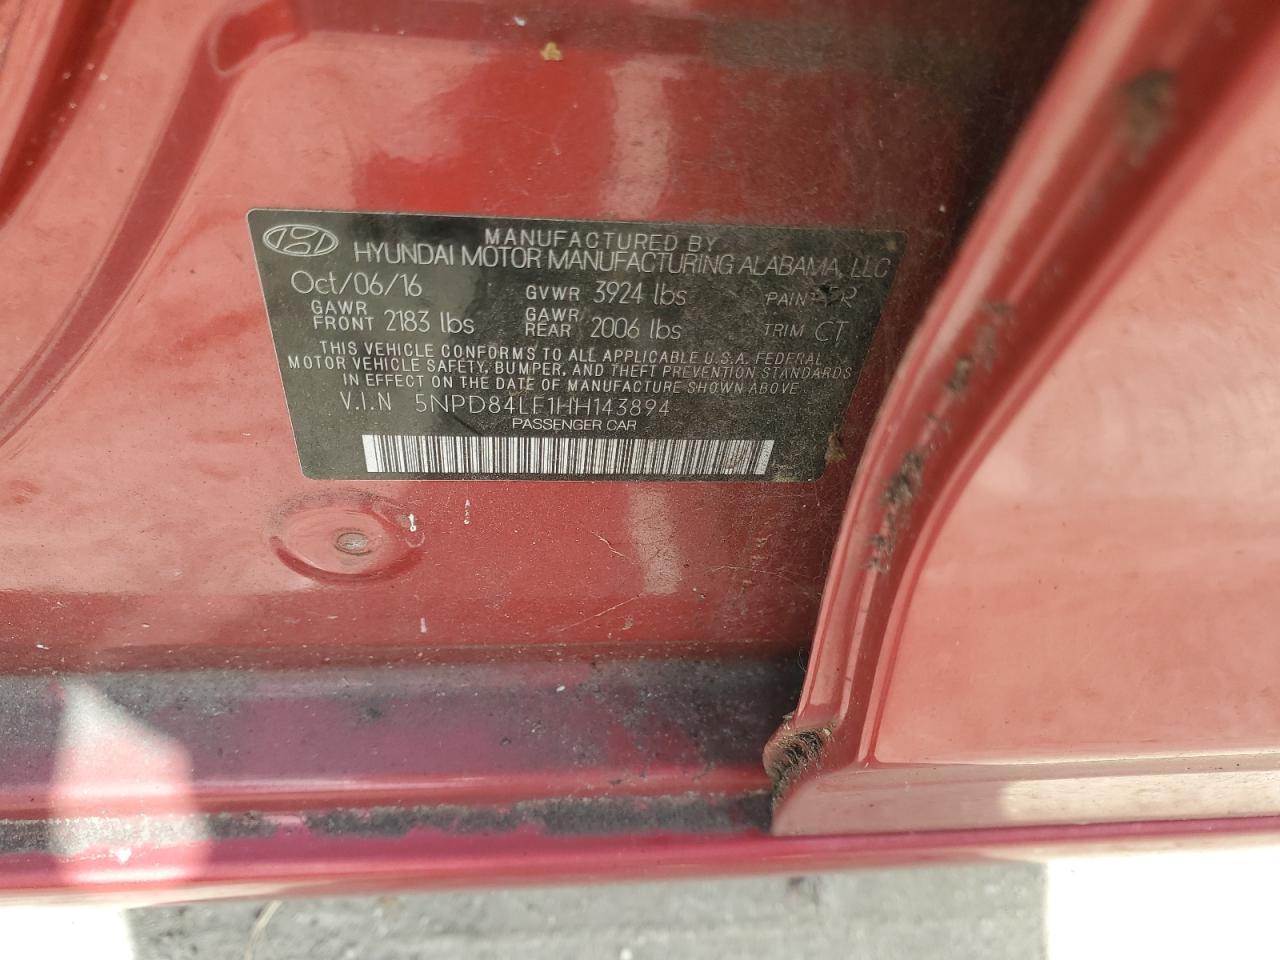 MANUFACTURED BY
HYUNDAI MOTOR MANUFACTURING ALABAMA, LLC
Oct/06/16 GVWR 3924 lbs PAINT
GAWR FRONT 2183 lbs GAWR REAR 2006 lbs TRIM CT
THIS VEHICLE CONFORMS TO ALL APPLICABLE U.S.A. FEDERAL
MOTOR VEHICLE SAFETY, BUMPER, AND THEFT PREVENTION STANDARDS
IN EFFECT ON THE DATE OF MANUFACTURE SHOWN ABOVE
V.I.N 5NPD84LF1HH143894
PASSENGER CAR